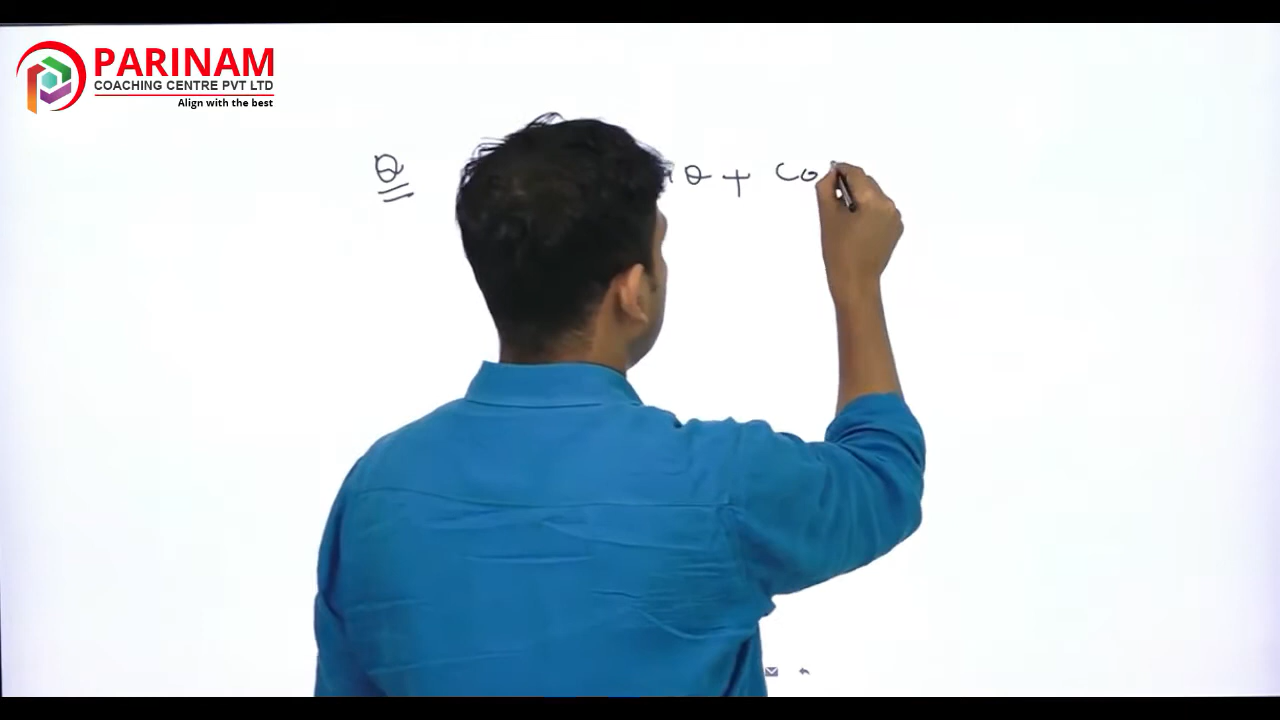 PARINAM
COACHING CENTRE PVT LTD
Align with the best
Q θ + Co